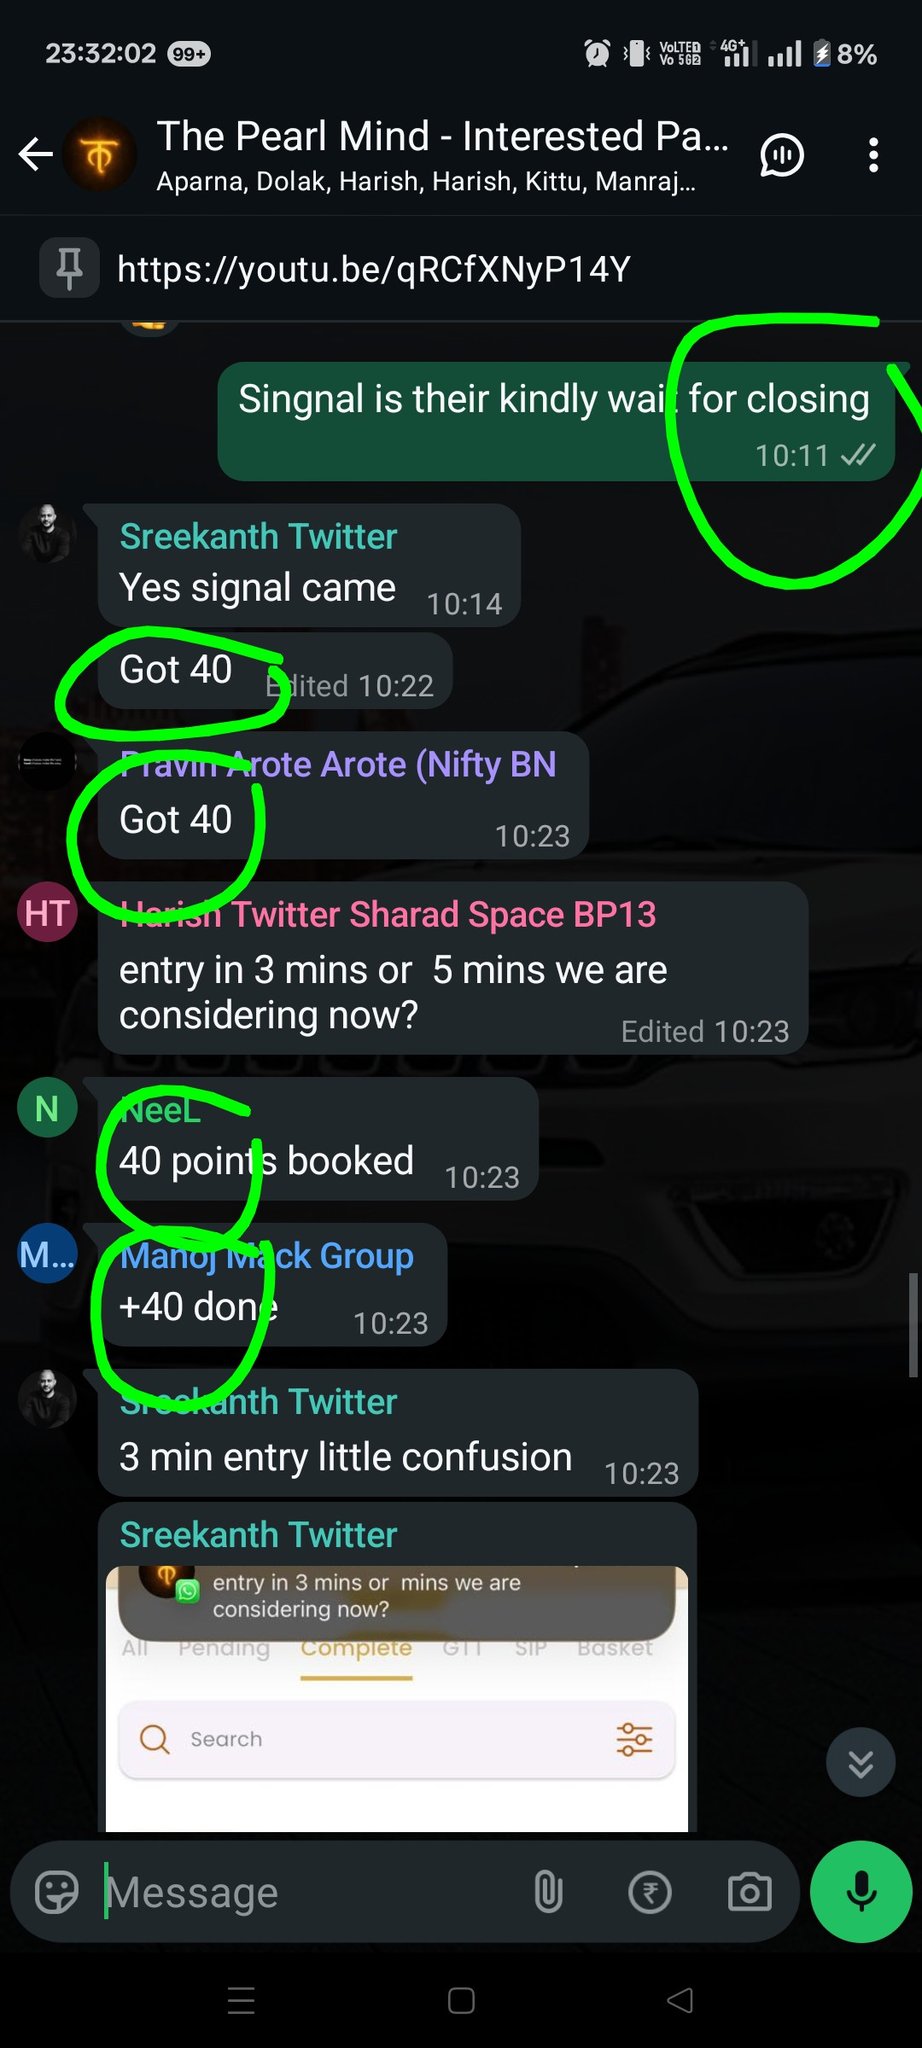 23:32:02 99+ VoLTE1 Vo 5G2 4G+ 8%
The Pearl Mind - Interested Pa...
Aparna, Dolak, Harish, Harish, Kittu, Manraj...
https://youtu.be/qRCfXNyP14Y
Singnal is their kindly wait for closing
10:11
Sreekanth Twitter
Yes signal came 10:14
Got 40 Edited 10:22
Pravin Arote Arote (Nifty BN
Got 40 10:23
HT
Harish Twitter Sharad Space BP13
entry in 3 mins or 5 mins we are
considering now? Edited 10:23
N
NeeL
40 points booked 10:23
M...
Manoj Mack Group
+40 done 10:23
Sreekanth Twitter
3 min entry little confusion 10:23
Sreekanth Twitter
entry in 3 mins or mins we are
considering now?
All Pending Complete GTT SIP Basket
Search
Message